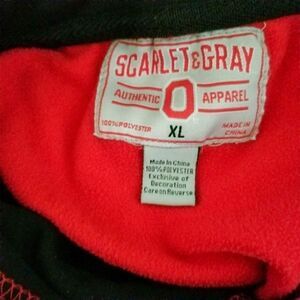 SCARLET & GRAY
AUTHENTIC O APPAREL
100% POLYESTER
XL
MADE IN
CHINA
Made in China
100% POLYESTER
Exclusive of
Decoration
Care on Reverse